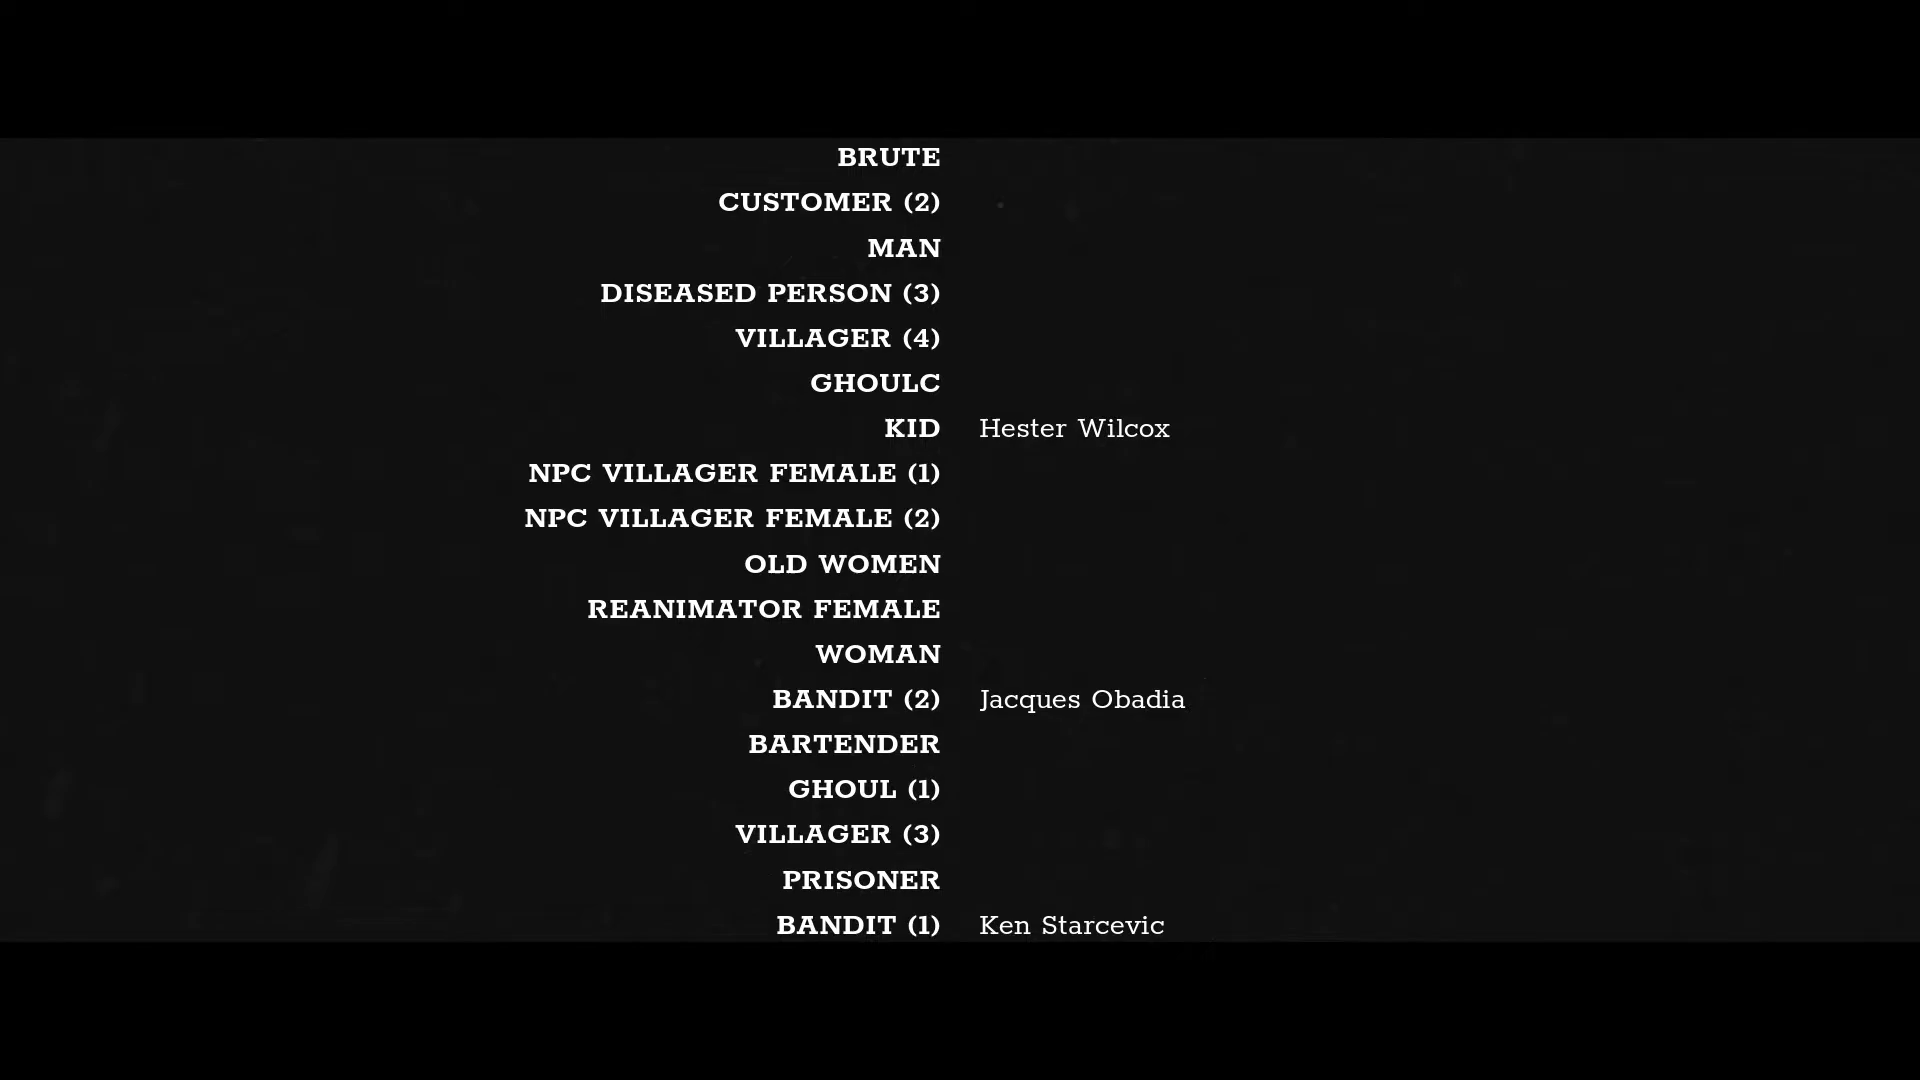 BRUTE
CUSTOMER (2)
MAN
DISEASED PERSON (3)
VILLAGER (4)
GHOULC
KID Hester Wilcox
NPC VILLAGER FEMALE (1)
NPC VILLAGER FEMALE (2)
OLD WOMEN
REANIMATOR FEMALE
WOMAN
BANDIT (2) Jacques Obadia
BARTENDER
GHOUL (1)
VILLAGER (3)
PRISONER
BANDIT (1) Ken Starcevic